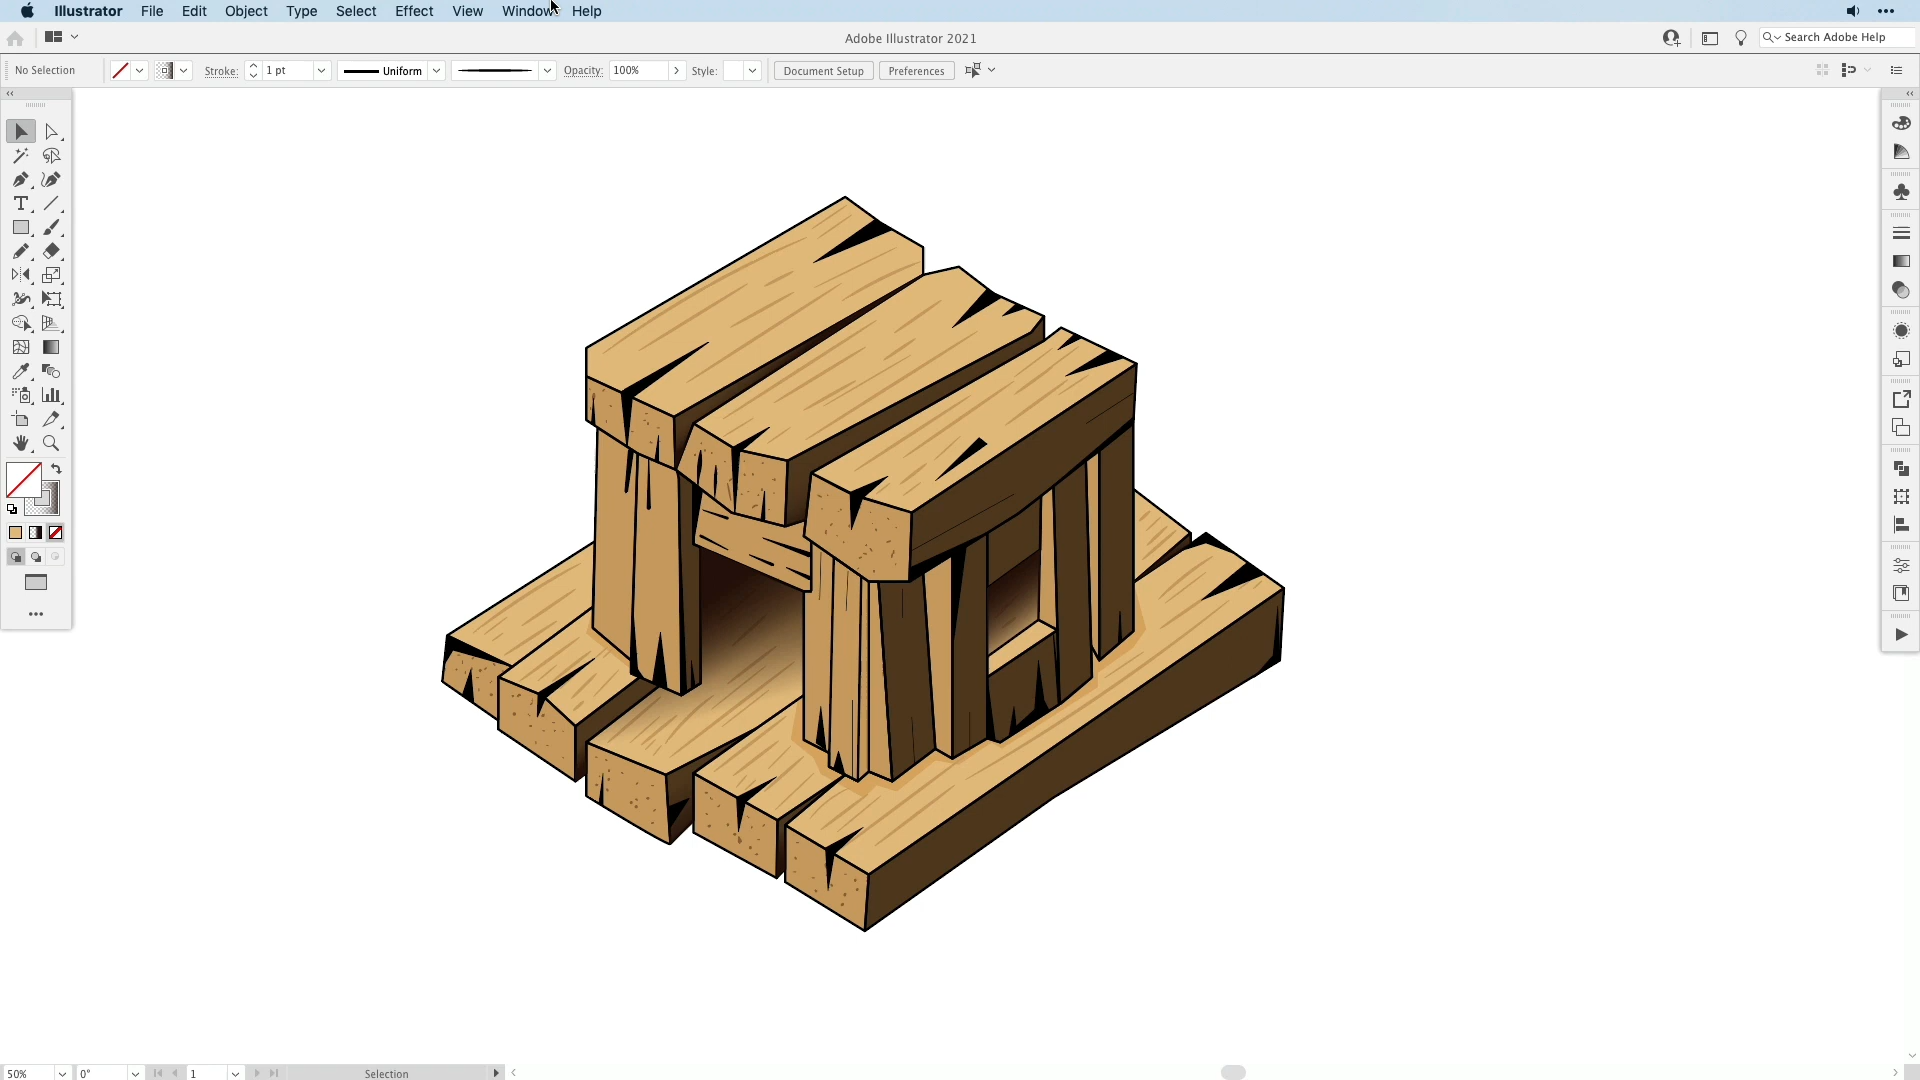 Illustrator File Edit Object Type Select Effect View Window Help
Adobe Illustrator 2021
Search Adobe Help
No Selection Stroke: 1 pt Uniform Opacity: 100% Style: Document Setup Preferences
50% 0° 1 Selection